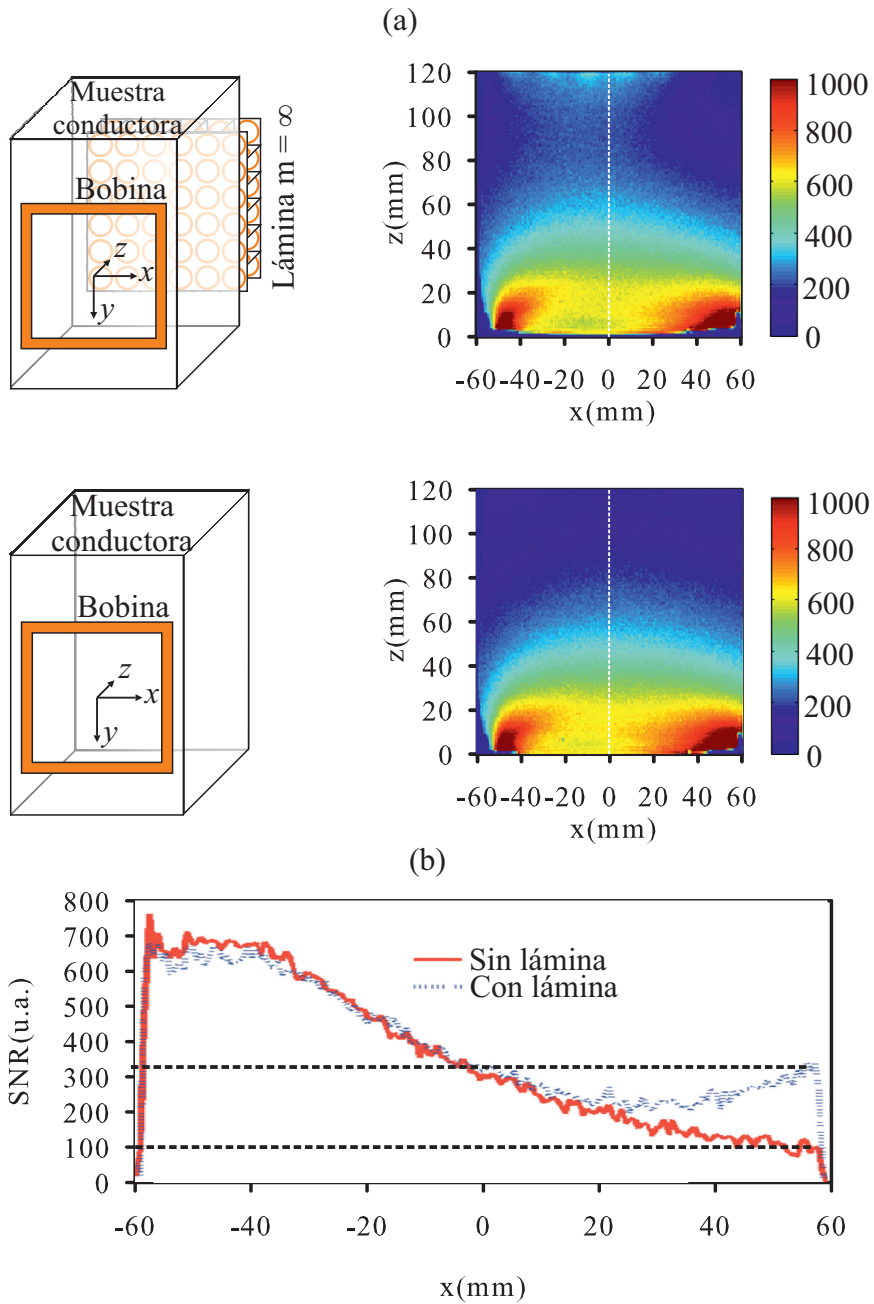 (a)
Muestra
conductora
Bobina
z
x
y
Lámina m = ∞
120
100
80
60
40
20
0
z(mm)
-60 -40 -20 0 20 40 60
x(mm)
1000
800
600
400
200
0
Muestra
conductora
Bobina
z
x
y
120
100
80
60
40
20
0
z(mm)
-60 -40 -20 0 20 40 60
x(mm)
1000
800
600
400
200
0
(b)
800
700
600
500
400
300
200
100
0
SNR(u.a.)
Sin lámina
Con lámina
-60 -40 -20 0 20 40 60
x(mm)